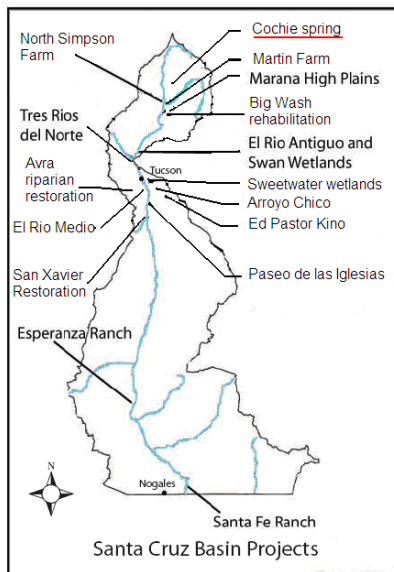 Cochie spring
North Simpson
Farm
Martin Farm
Marana High Plains
Big Wash
rehabilitation
Tres Rios
del Norte
El Rio Antiguo and
Swan Wetlands
Avra
riparian
restoration
Tucson
Sweetwater wetlands
Arroyo Chico
El Rio Medio
Ed Pastor Kino
San Xavier
Restoration
Paseo de las Iglesias
Esperanza Ranch
N
Nogales
Santa Fe Ranch
Santa Cruz Basin Projects